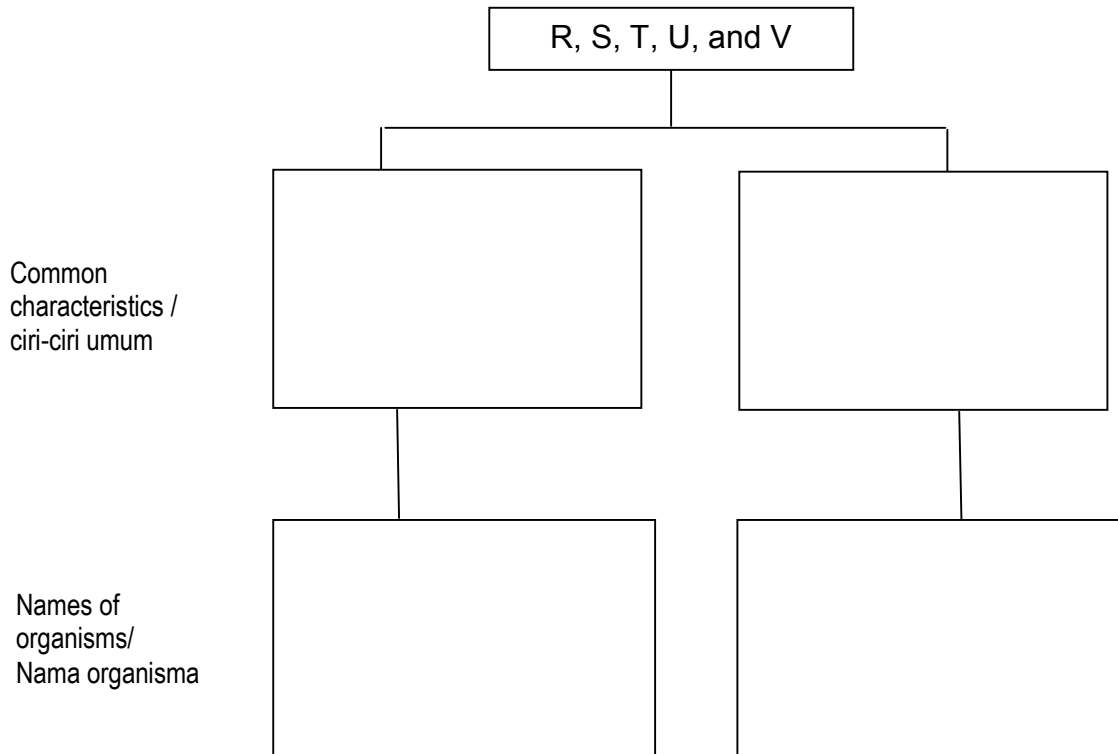 R, S, T, U, and V
Common
characteristics /
ciri-ciri umum
Names of
organisms/
Nama organisma